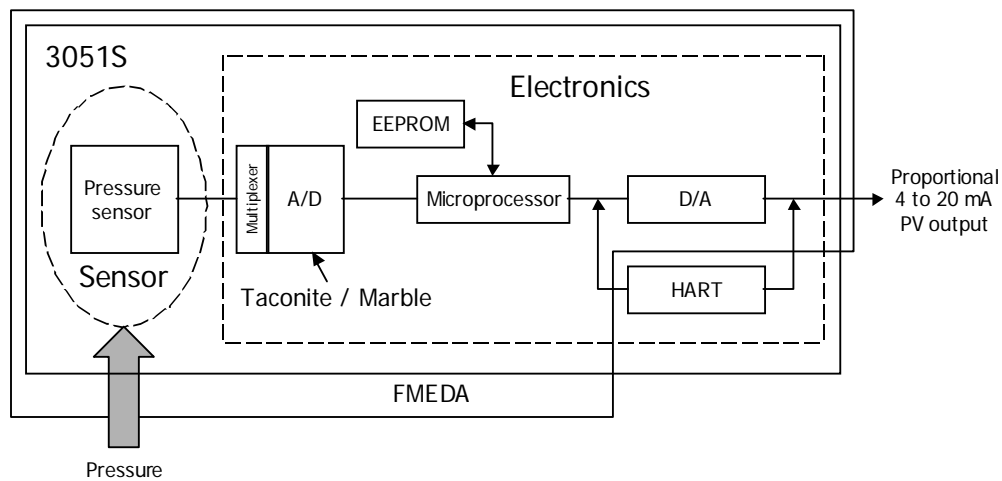 3051S
Electronics
EEPROM
Pressure
sensor
Multiplexer
A/D
Microprocessor
D/A
Proportional
4 to 20 mA
PV output
Sensor
Taconite / Marble
HART
FMEDA
Pressure